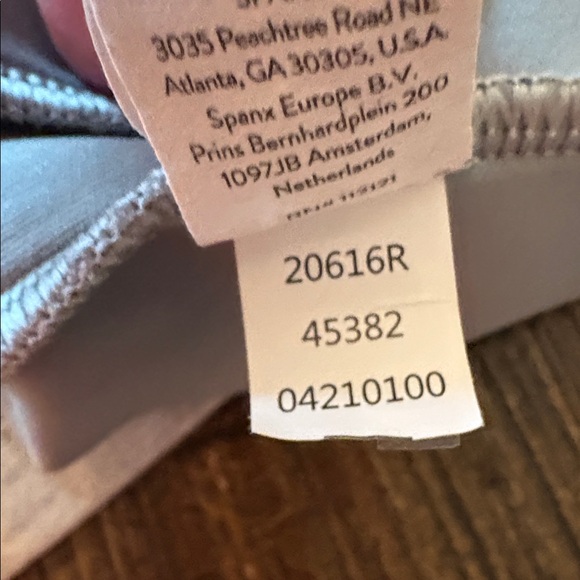 3035 Peachtree Road NE
Atlanta, GA 30305, U.S.A.
Spanx Europe B.V.
Prins Bernhardplein 200
1097JB Amsterdam,
Netherlands
20616R
45382
04210100